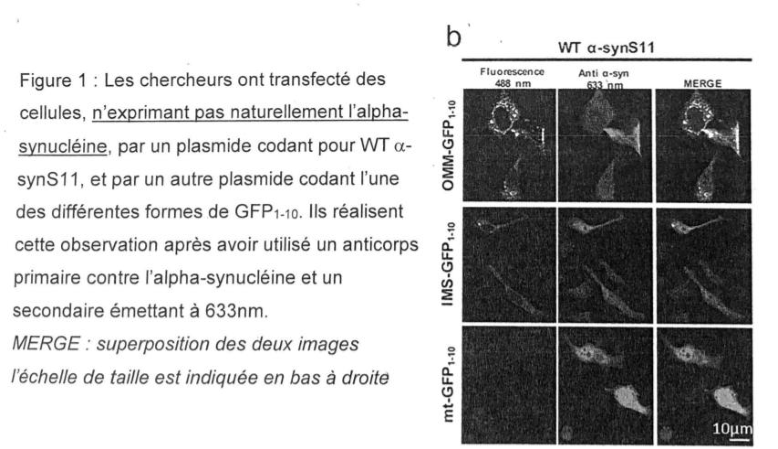 Figure 1 : Les chercheurs ont transfecté des
cellules, n'exprimant pas naturellement l'alpha-
synucléine, par un plasmide codant pour WT α-
synS11, et par un autre plasmide codant l'une
des différentes formes de GFP1-10. Ils réalisent
cette observation après avoir utilisé un anticorps
primaire contre l'alpha-synucléine et un
secondaire émettant à 633nm.
MERGE : superposition des deux images
l'échelle de taille est indiquée en bas à droite
b
WT α-synS11
Fluorescence
488 nm
Anti α-syn
633 nm
MERGE
OMM-GFP1-10
IMS-GFP1-10
mt-GFP1-10
10µm